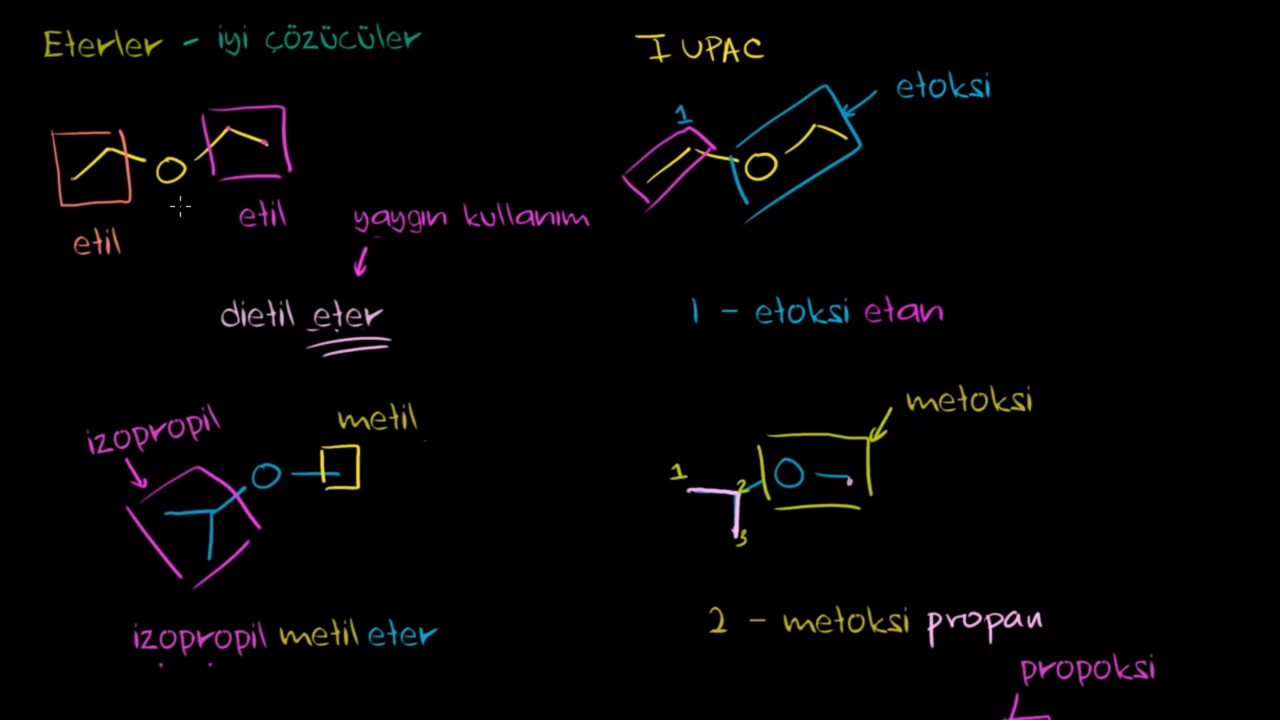 Eterler - iyi çözücüler
O
etil
etil
yaygın kullanım
dietil eter
izopropil
metil
O
izopropil metil eter
IUPAC
etoksi
1
O
1 - etoksi etan
metoksi
1
2
O
3
2 - metoksi propan
propoksi